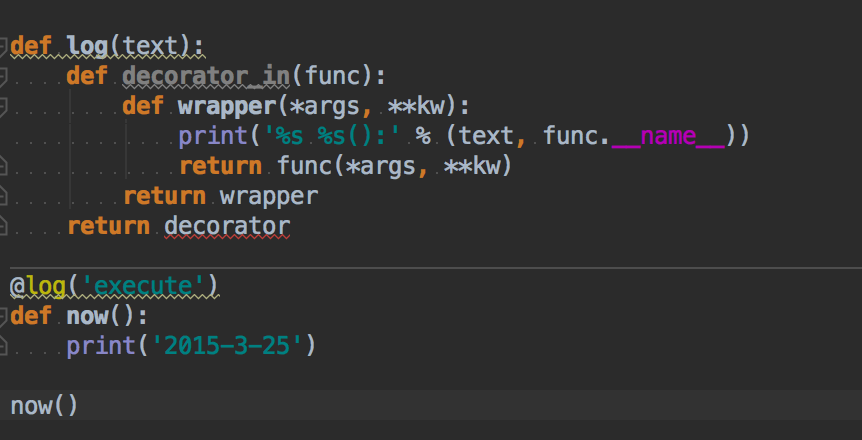 def log(text):
    def decorator_in(func):
        def wrapper(*args, **kw):
            print('%s %s():' % (text, func.__name__))
            return func(*args, **kw)
        return wrapper
    return decorator
@log('execute')
def now():
    print('2015-3-25')
now()